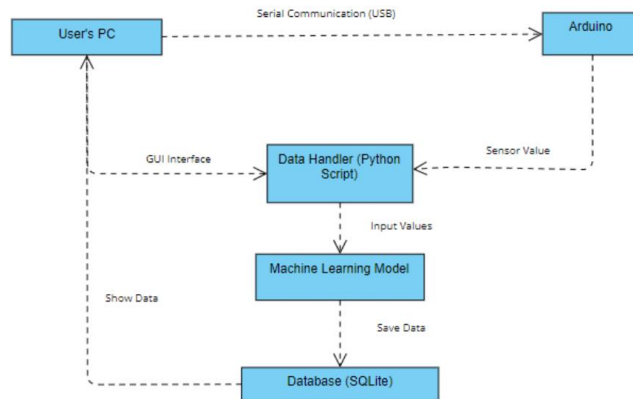 Serial Communication (USB)
User's PC
Arduino
GUI Interface
Data Handler (Python
Script)
Sensor Value
Input Values
Machine Learning Model
Show Data
Save Data
Database (SQLite)